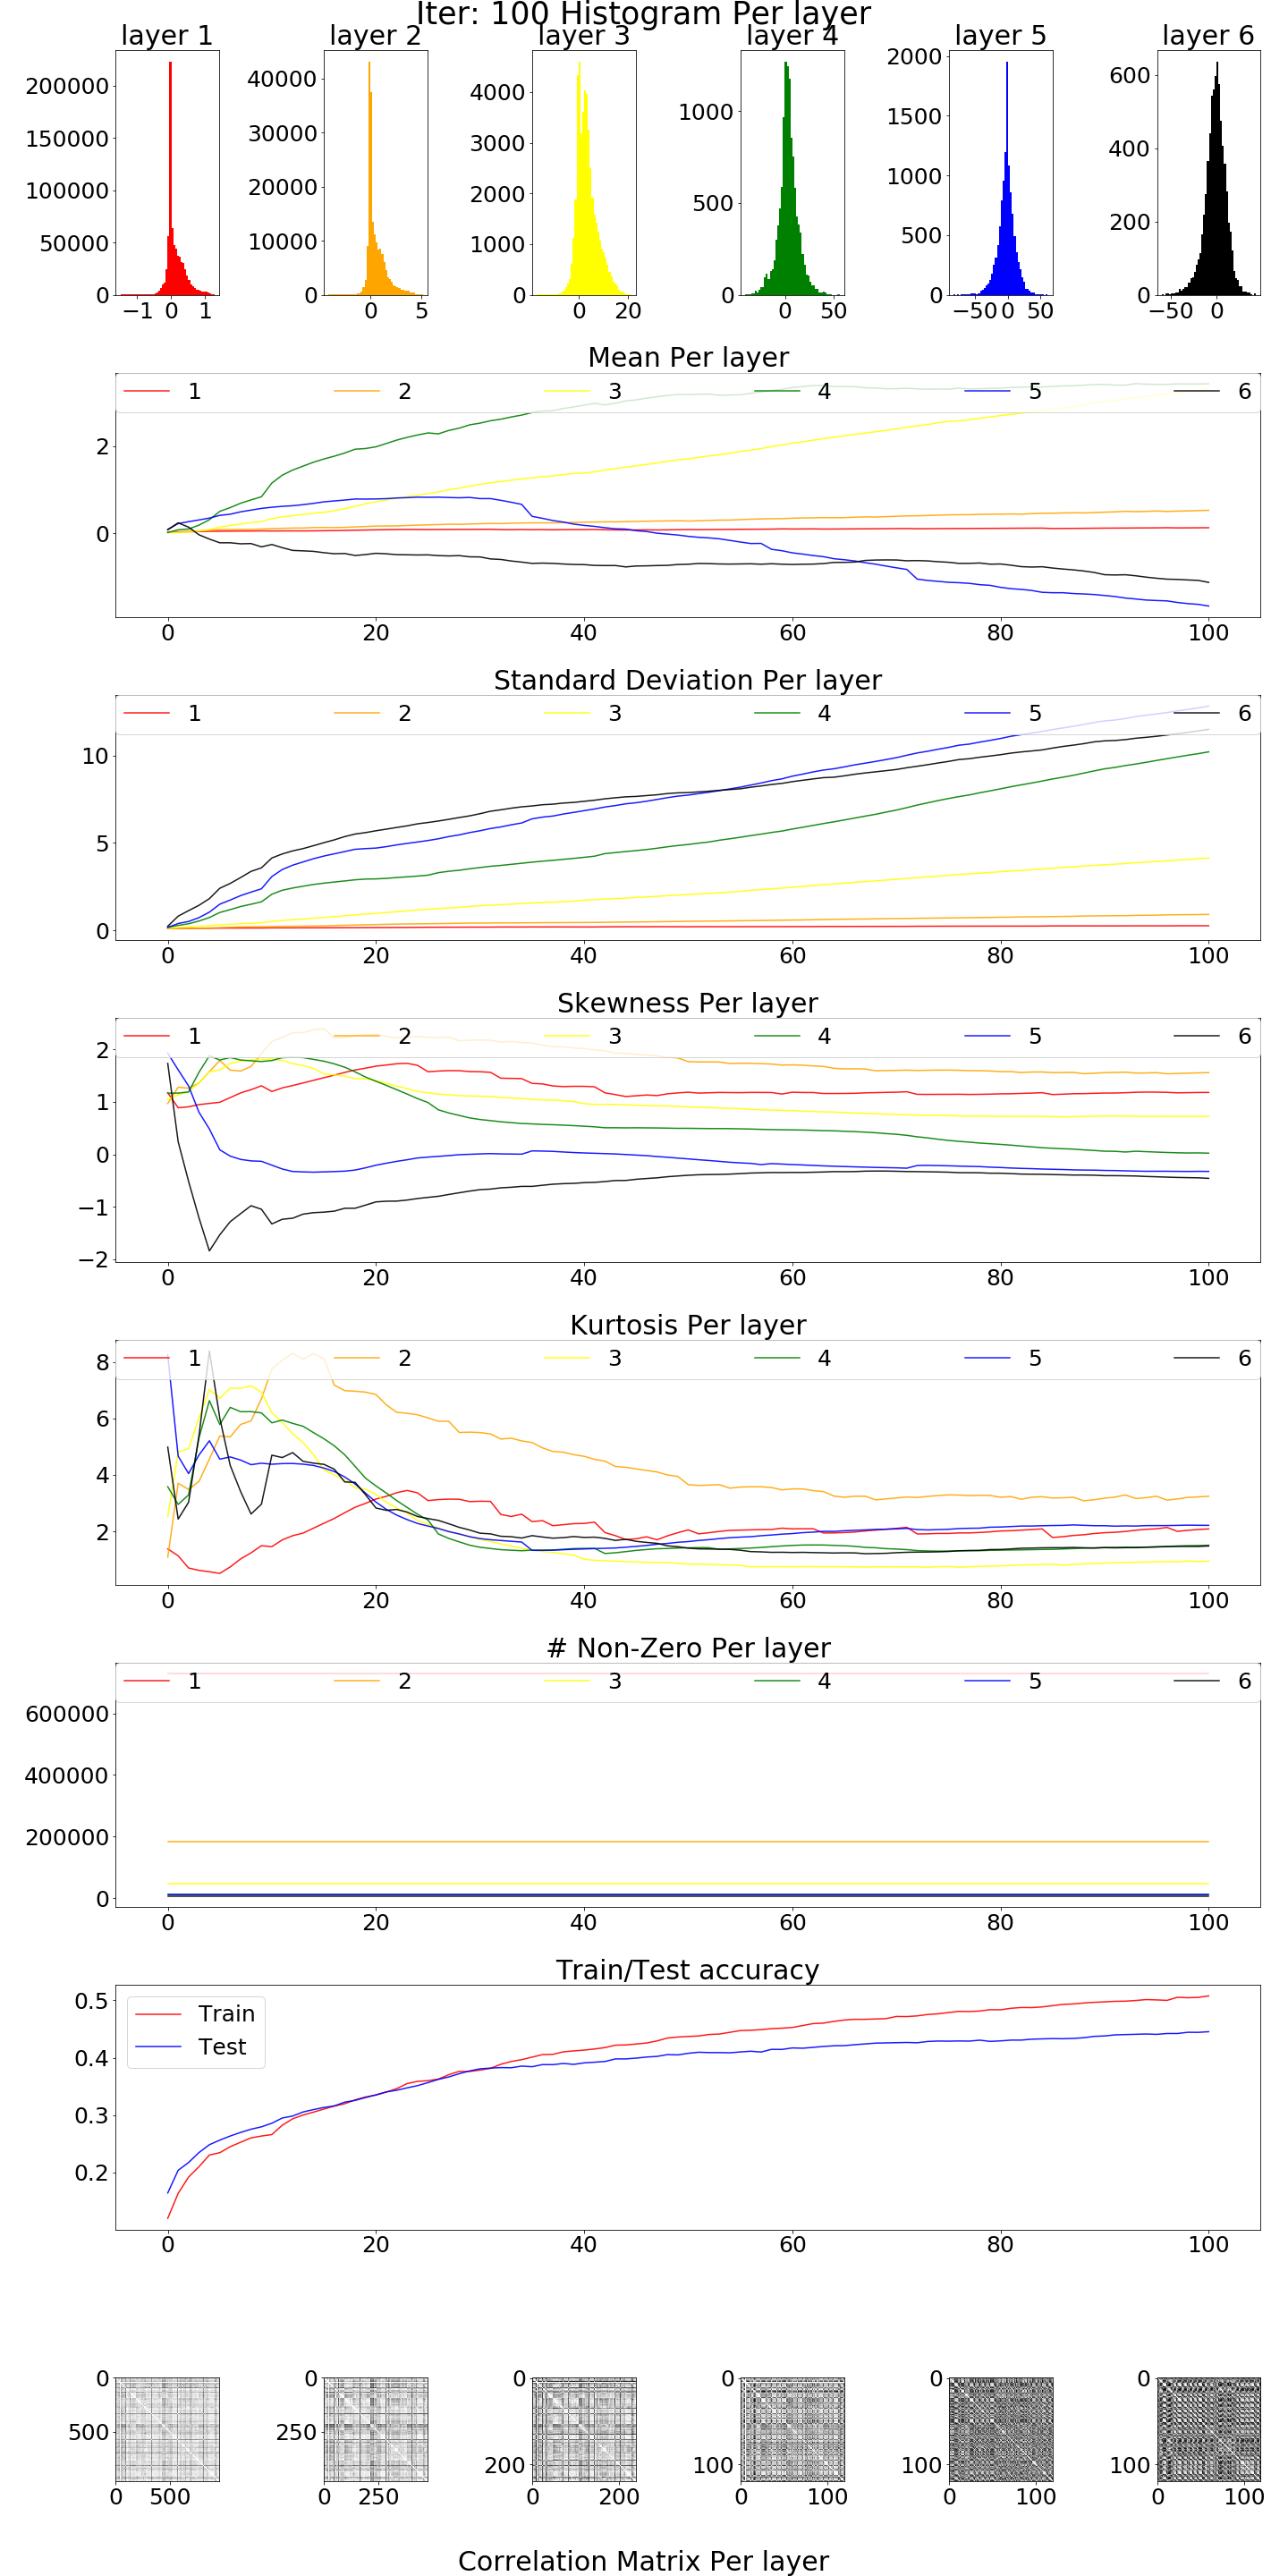 Iter: 100 Histogram Per layer
layer 1 layer 2 layer 3 layer 4 layer 5 layer 6
200000 150000 100000 50000 0
−1 0 1
40000 30000 20000 10000 0
0 5
4000 3000 2000 1000 0
0 20
1000 500 0
0 50
2000 1500 1000 500 0
−50 0 50
600 400 200 0
−50 0
Mean Per layer
1 2 3 4 5 6
2
0
0 20 40 60 80 100
Standard Deviation Per layer
1 2 3 4 5 6
10
5
0
0 20 40 60 80 100
Skewness Per layer
1 2 3 4 5 6
2
1
0
−1
−2
0 20 40 60 80 100
Kurtosis Per layer
1 2 3 4 5 6
8
6
4
2
0 20 40 60 80 100
# Non-Zero Per layer
1 2 3 4 5 6
600000
400000
200000
0
0 20 40 60 80 100
Train/Test accuracy
Train
Test
0.5
0.4
0.3
0.2
0 20 40 60 80 100
0 500
0 500
0 250
0 250
0 200
0 200
0 100
0 100
0 100
0 100
0 100
0 100
Correlation Matrix Per layer